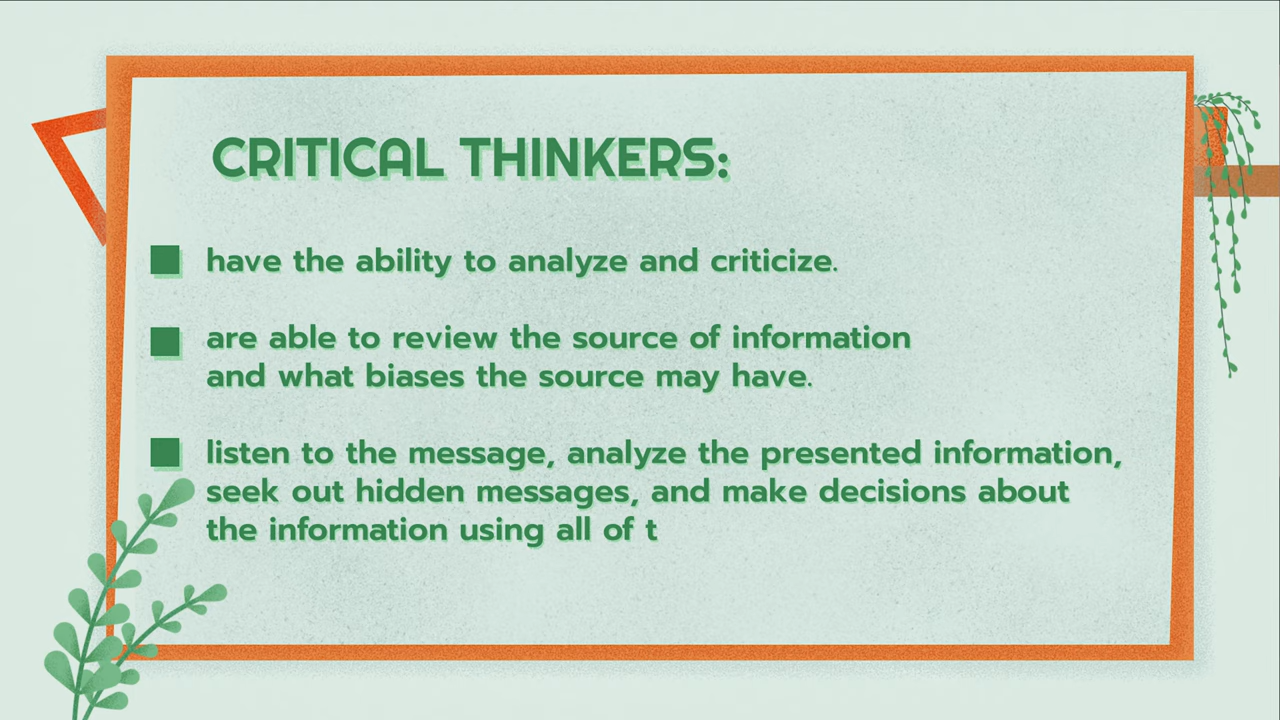 CRITICAL THINKERS:
have the ability to analyze and criticize.
are able to review the source of information
and what biases the source may have.
listen to the message, analyze the presented information,
seek out hidden messages, and make decisions about
the information using all of t